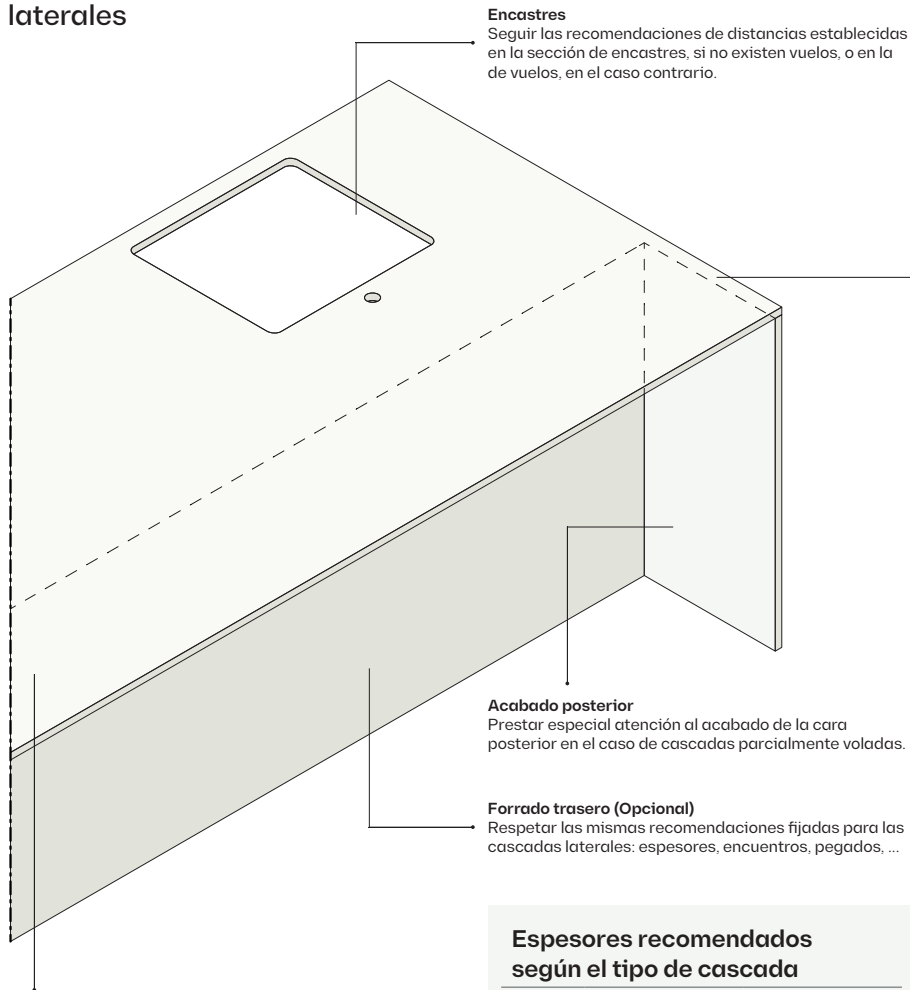 laterales
Encastres
Seguir las recomendaciones de distancias establecidas
en la sección de encastres, si no existen vuelos, o en la
de vuelos, en el caso contrario.
Acabado posterior
Prestar especial atención al acabado de la cara
posterior en el caso de cascadas parcialmente voladas.
Forrado trasero (Opcional)
Respetar las mismas recomendaciones fijadas para las
cascadas laterales: espesores, encuentros, pegados, ...
Espesores recomendados
según el tipo de cascada